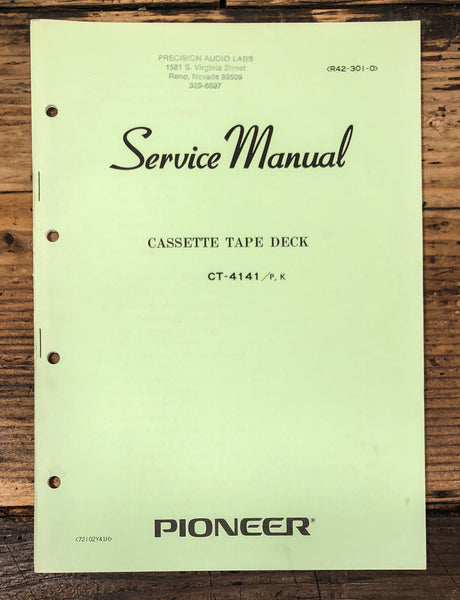 PRECISION AUDIO LABS
1581 S. Virginia Street
Reno, Nevada 89509
329-6697
<R42-301-0>
Service Manual
CASSETTE TAPE DECK
CT-4141/P, K
<72102Y41H>
PIONEER®